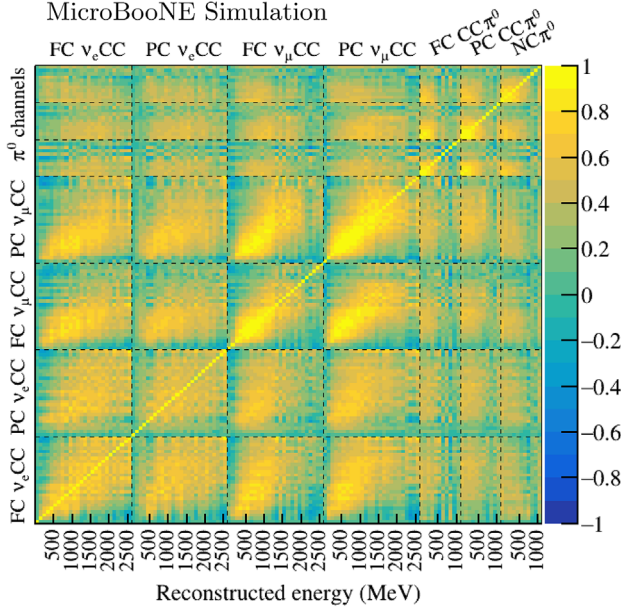 MicroBooNE Simulation
FC νₑCC PC νₑCC FC νμCC PC νμCC FC CCπ⁰ PC CCπ⁰ NCπ⁰
π⁰ channels
PC νμCC
FC νμCC
PC νₑCC
FC νₑCC
1
0.8
0.6
0.4
0.2
0
−0.2
−0.4
−0.6
−0.8
−1
500 1000 1500 2000 2500 500 1000 1500 2000 2500 500 1000 1500 2000 2500 500 1000 1500 2000 2500 500 1000 500 1000 500 1000
Reconstructed energy (MeV)